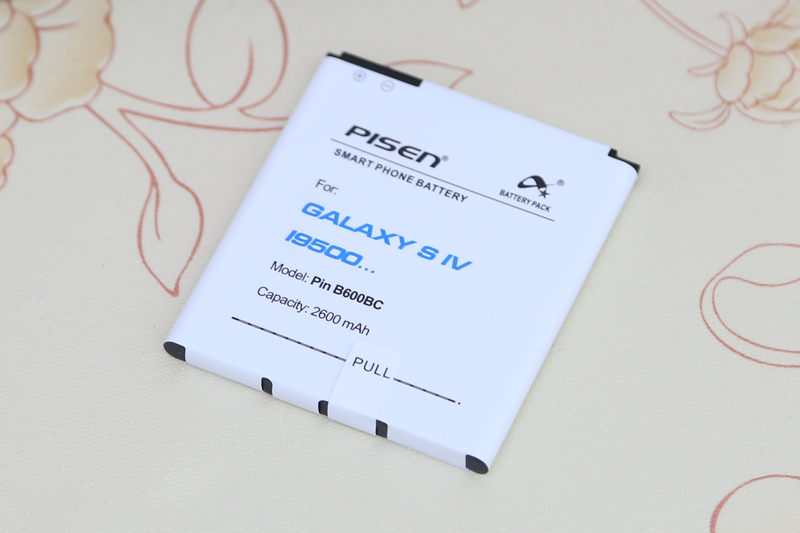 PISEN®
SMART PHONE BATTERY
BATTERY PACK
®
For:
GALAXY S IV
I9500...
Model: Pin B600BC
Capacity: 2600 mAh
PULL